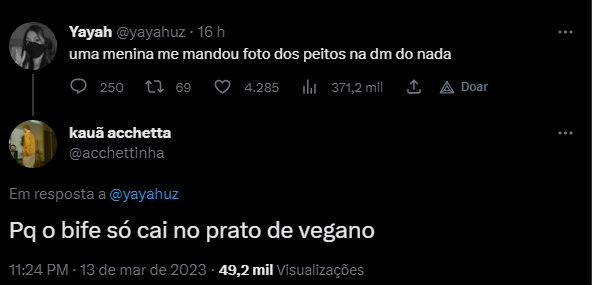 Yayah @yayahuz · 16 h
uma menina me mandou foto dos peitos na dm do nada
250 69 4.285 371,2 mil Doar
kauã acchetta
@acchettinha
Em resposta a @yayahuz
Pq o bife só cai no prato de vegano
11:24 PM · 13 de mar de 2023 · 49,2 mil Visualizações